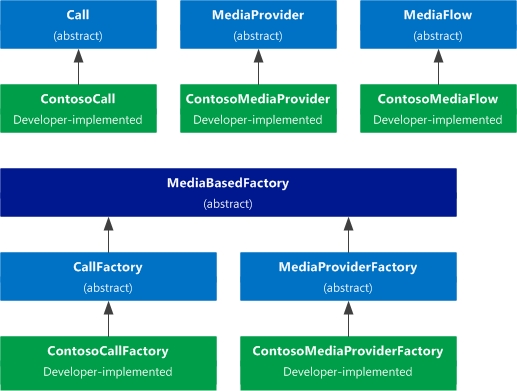 Call
(abstract)
MediaProvider
(abstract)
MediaFlow
(abstract)
ContosoCall
Developer-implemented
ContosoMediaProvider
Developer-implemented
ContosoMediaFlow
Developer-implemented
MediaBasedFactory
(abstract)
CallFactory
(abstract)
MediaProviderFactory
(abstract)
ContosoCallFactory
Developer-implemented
ContosoMediaProviderFactory
Developer-implemented